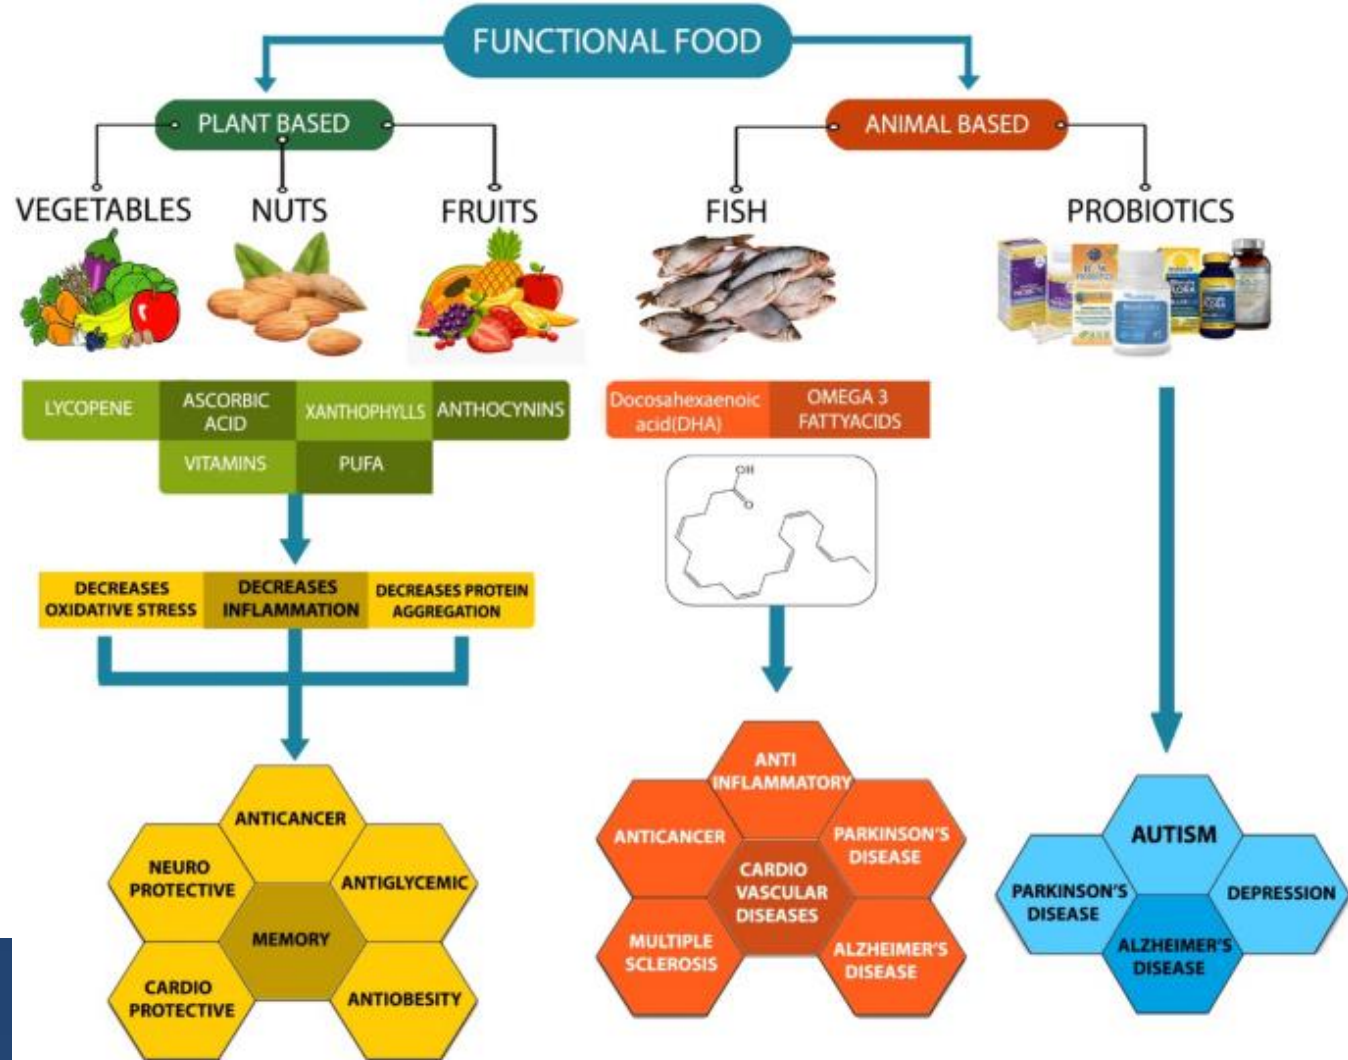 FUNCTIONAL FOOD
PLANT BASED
ANIMAL BASED
VEGETABLES
NUTS
FRUITS
FISH
PROBIOTICS
LYCOPENE
ASCORBIC
ACID
XANTHOPHYLLS
ANTHOCYNINS
VITAMINS
PUFA
Docosahexaenoic
acid(DHA)
OMEGA 3
FATTYACIDS
OH
O
DECREASES
OXIDATIVE STRESS
DECREASES
INFLAMMATION
DECREASES PROTEIN
AGGREGATION
ANTICANCER
NEURO
PROTECTIVE
ANTIGLYCEMIC
MEMORY
CARDIO
PROTECTIVE
ANTIOBESITY
ANTI
INFLAMMATORY
ANTICANCER
PARKINSON'S
DISEASE
CARDIO
VASCULAR
DISEASES
MULTIPLE
SCLEROSIS
ALZHEIMER'S
DISEASE
AUTISM
PARKINSON'S
DISEASE
DEPRESSION
ALZHEIMER'S
DISEASE